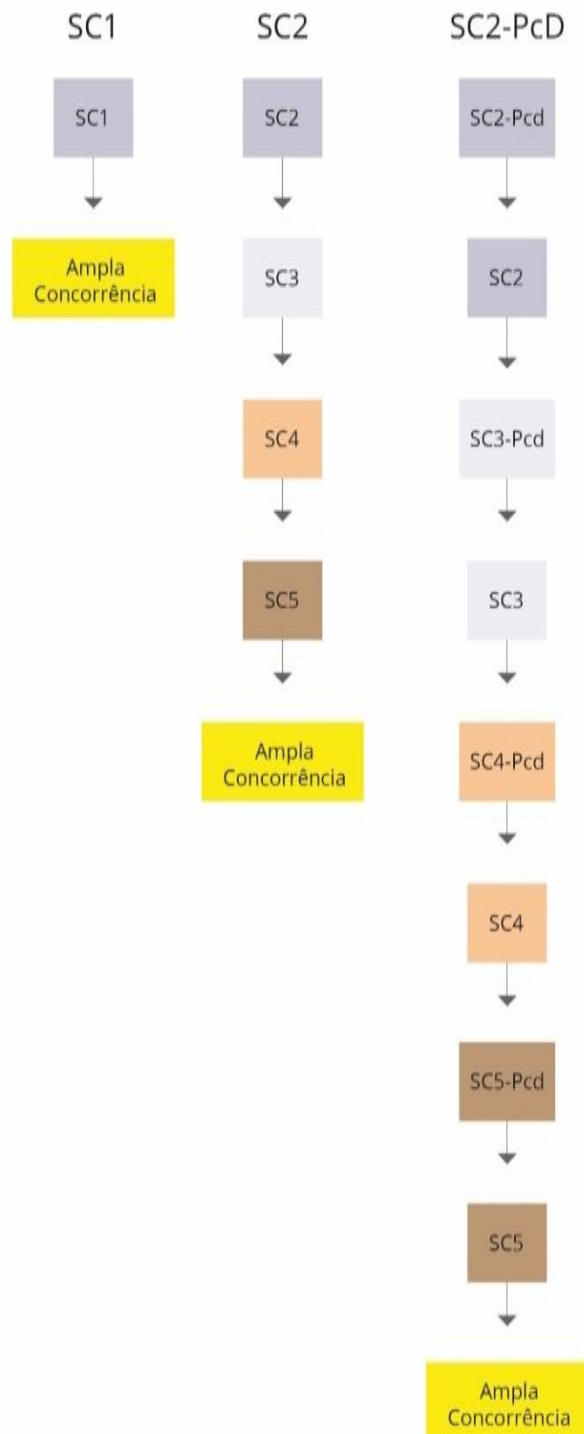 SC1
SC1
Ampla
Concorrência
SC2
SC2
SC3
SC4
SC5
Ampla
Concorrência
SC2-PcD
SC2-Pcd
SC2
SC3-Pcd
SC3
SC4-Pcd
SC4
SC5-Pcd
SC5
Ampla
Concorrência